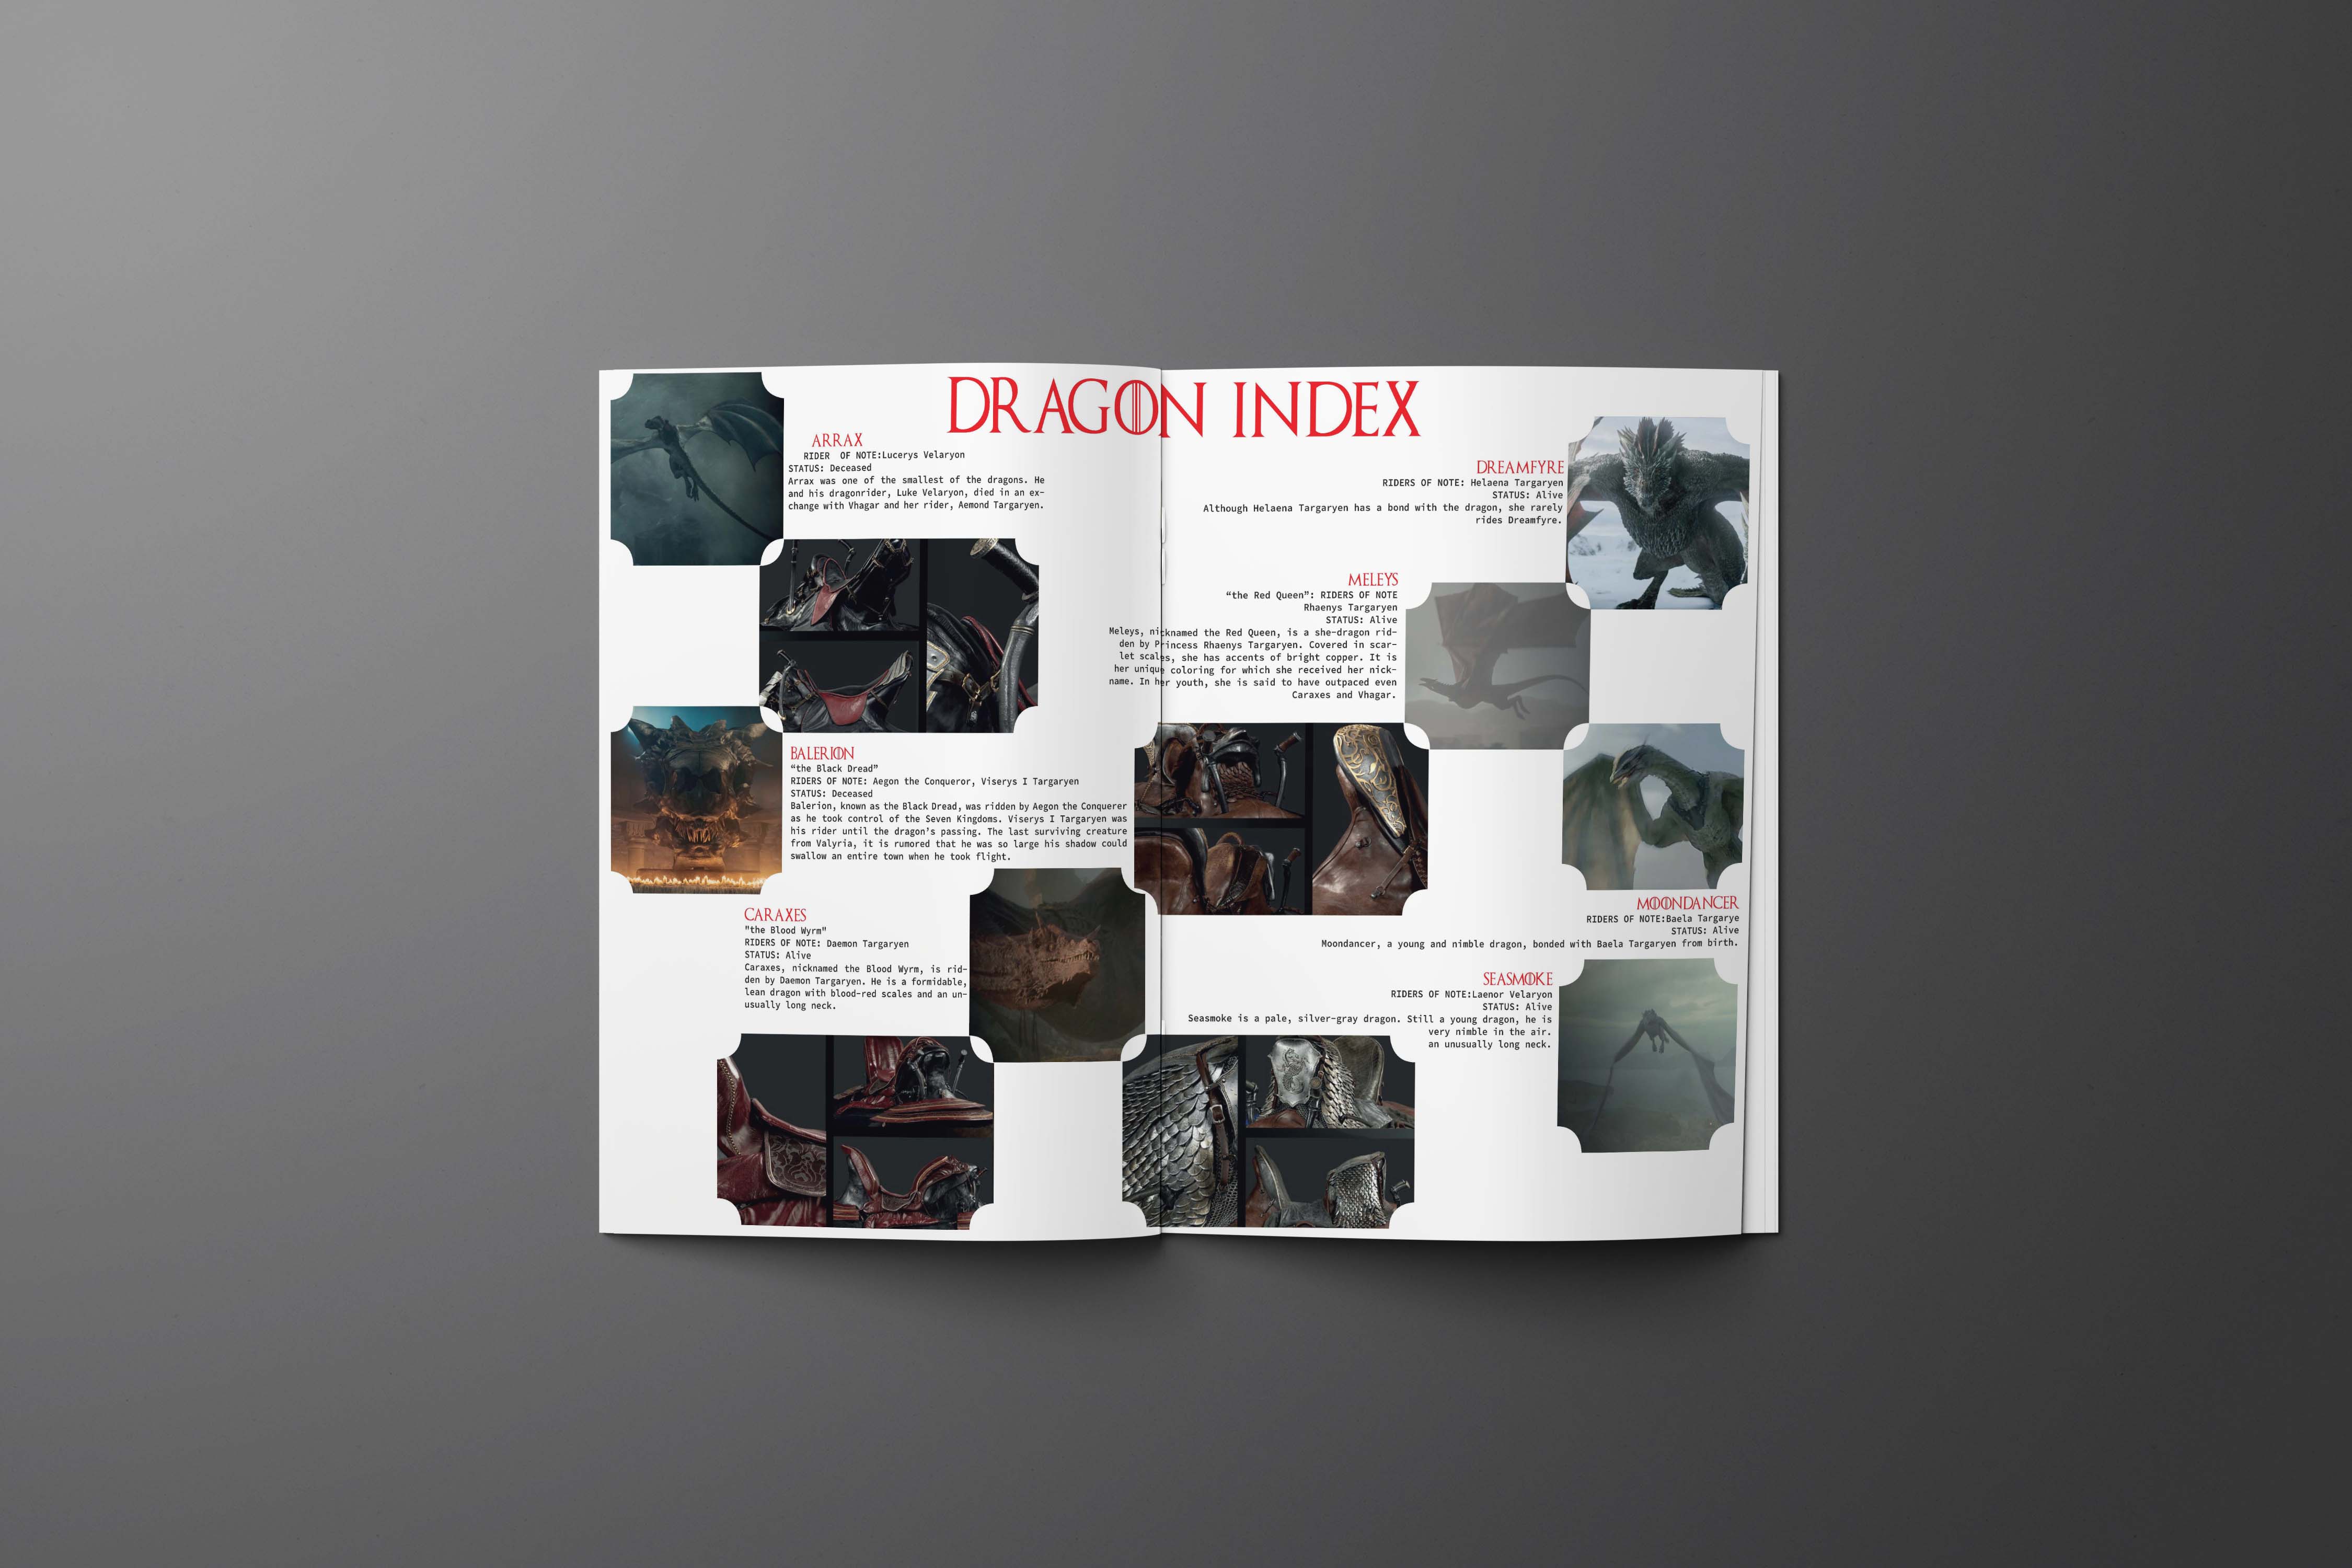 DRAGON INDEX
ARRAX
RIDER OF NOTE:Lucerys Velaryon
STATUS: Deceased
Arrax was one of the smallest of the dragons. He
and his dragonrider, Luke Velaryon, died in an ex-
change with Vhagar and her rider, Aemond Targaryen.
BALERION
“the Black Dread”
RIDERS OF NOTE: Aegon the Conqueror, Viserys I Targaryen
STATUS: Deceased
Balerion, known as the Black Dread, was ridden by Aegon the Conquerer
as he took control of the Seven Kingdoms. Viserys I Targaryen was
his rider until the dragon’s passing. The last surviving creature
from Valyria, it is rumored that he was so large his shadow could
swallow an entire town when he took flight.
CARAXES
"the Blood Wyrm"
RIDERS OF NOTE: Daemon Targaryen
STATUS: Alive
Caraxes, nicknamed the Blood Wyrm, is rid-
den by Daemon Targaryen. He is a formidable,
lean dragon with blood-red scales and an un-
usually long neck.
DREAMFYRE
RIDERS OF NOTE: Helaena Targaryen
STATUS: Alive
Although Helaena Targaryen has a bond with the dragon, she rarely
rides Dreamfyre.
MELEYS
“the Red Queen”: RIDERS OF NOTE
Rhaenys Targaryen
STATUS: Alive
Meleys, nicknamed the Red Queen, is a she-dragon rid-
den by Princess Rhaenys Targaryen. Covered in scar-
let scales, she has accents of bright copper. It is
her unique coloring for which she received her nick-
name. In her youth, she is said to have outpaced even
Caraxes and Vhagar.
MOONDANCER
RIDERS OF NOTE:Baela Targarye
STATUS: Alive
Moondancer, a young and nimble dragon, bonded with Baela Targaryen from birth.
SEASMOKE
RIDERS OF NOTE:Laenor Velaryon
STATUS: Alive
Seasmoke is a pale, silver-gray dragon. Still a young dragon, he is
very nimble in the air.
an unusually long neck.